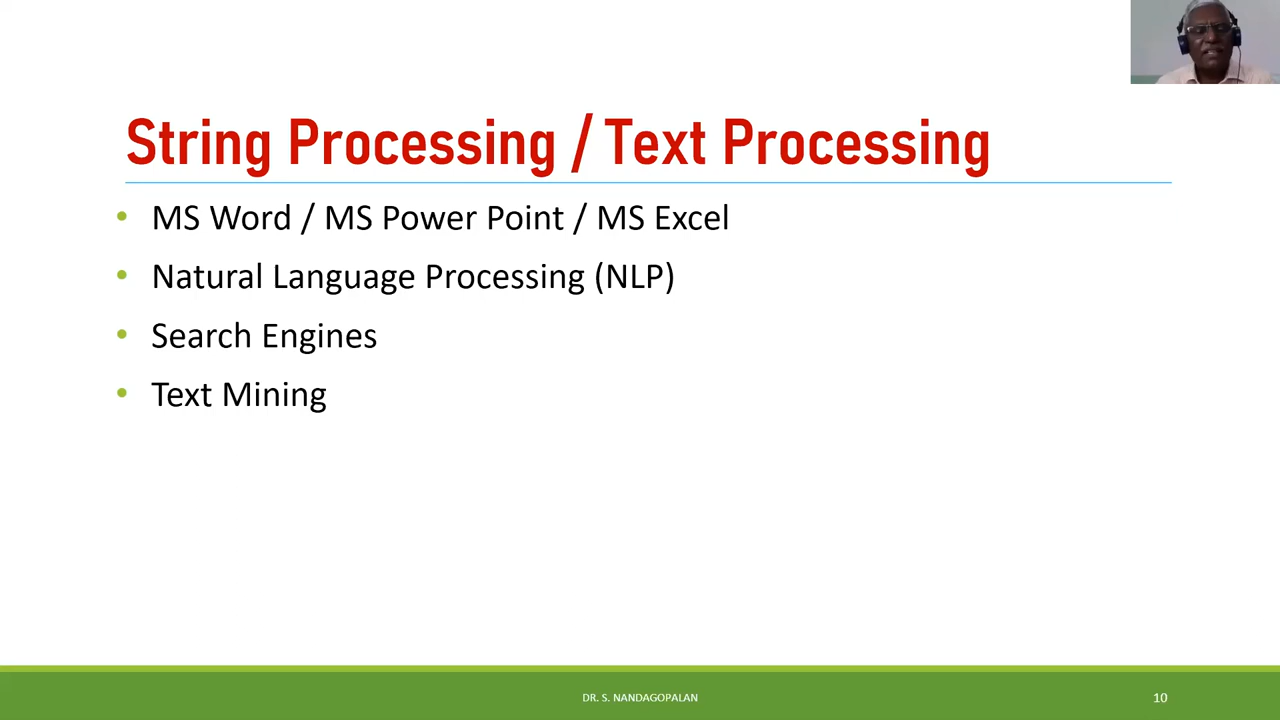 String Processing / Text Processing
• MS Word / MS Power Point / MS Excel
• Natural Language Processing (NLP)
• Search Engines
• Text Mining
DR. S. NANDAGOPALAN
10